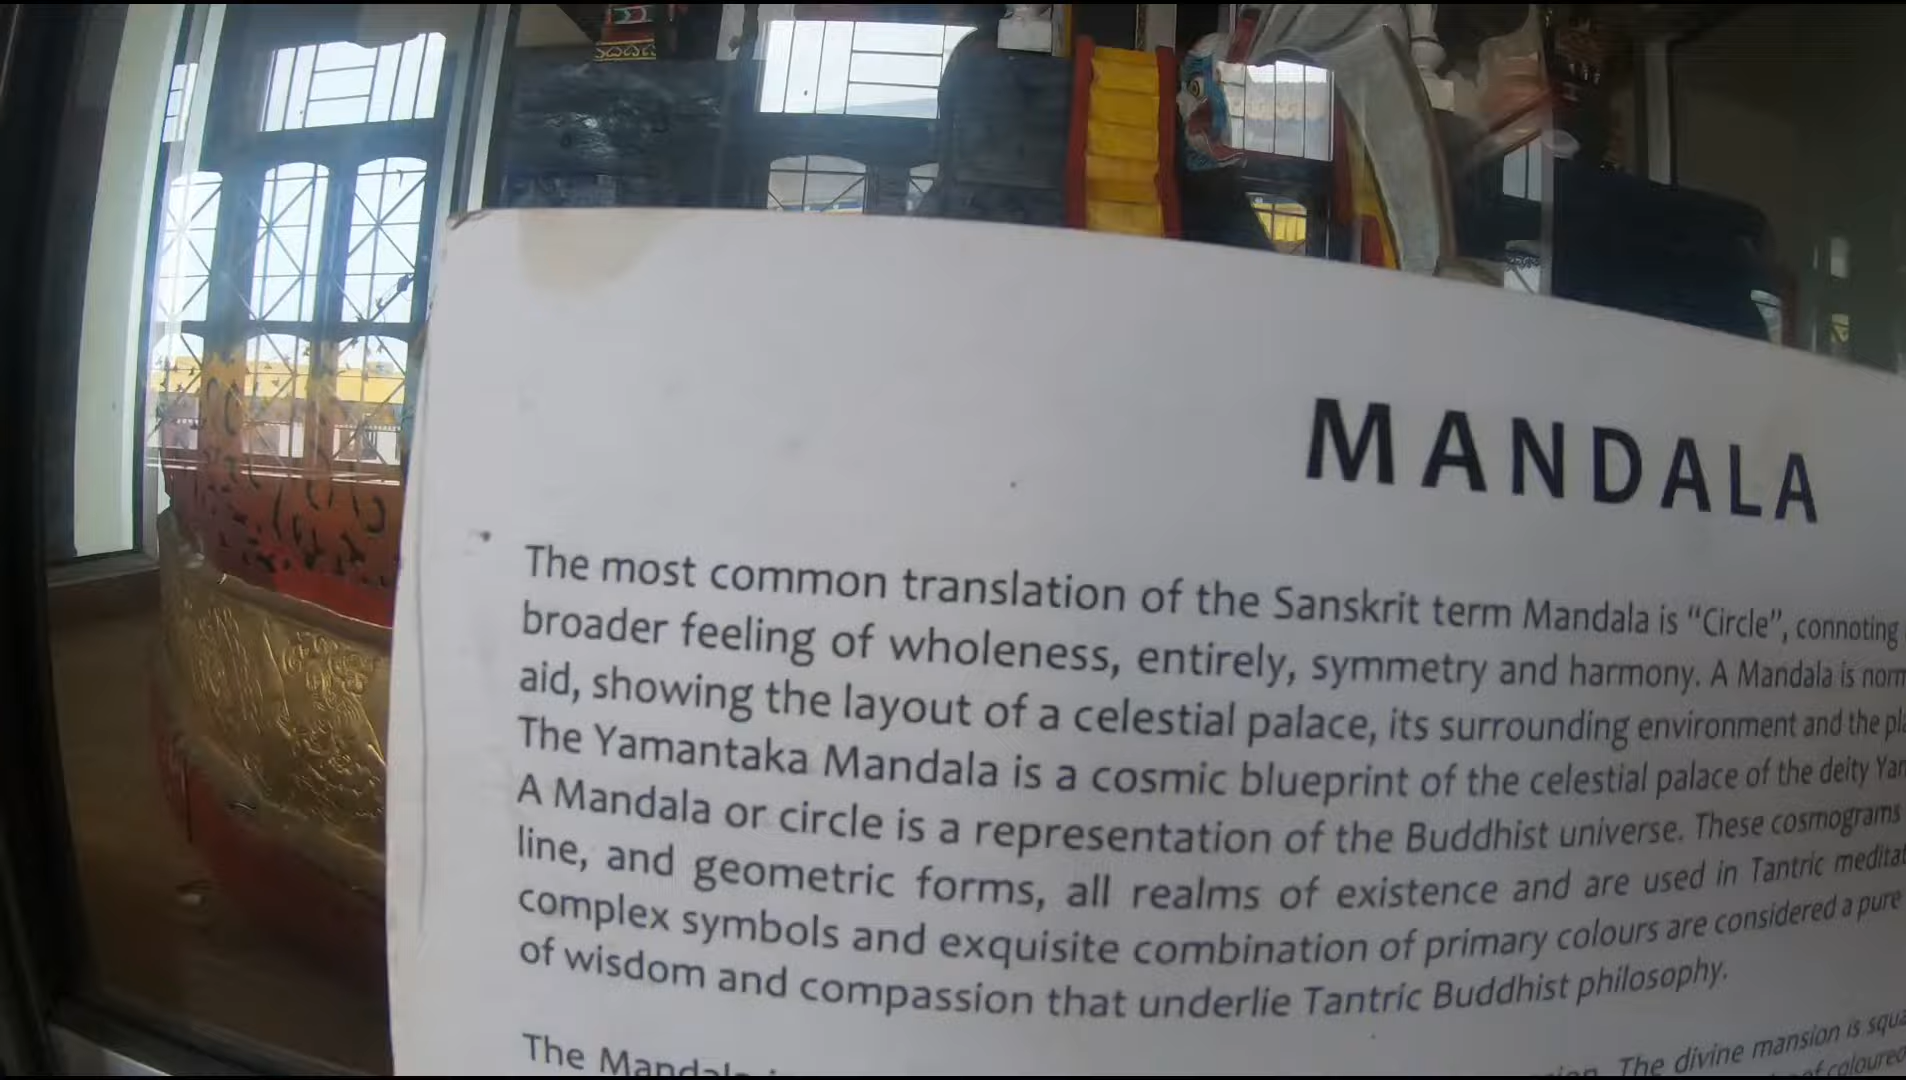 MANDALA
The most common translation of the Sanskrit term Mandala is “Circle”, connoting
broader feeling of wholeness, entirely, symmetry and harmony. A Mandala is
aid, showing the layout of a celestial palace, its surrounding environment and the
The Yamantaka Mandala is a cosmic blueprint of the celestial palace of the deity
A Mandala or circle is a representation of the Buddhist universe. These cosmograms
line, and geometric forms, all realms of existence and are used in Tantric
complex symbols and exquisite combination of primary colours are considered a pure
of wisdom and compassion that underlie Tantric Buddhist philosophy.
The The divine mansion is